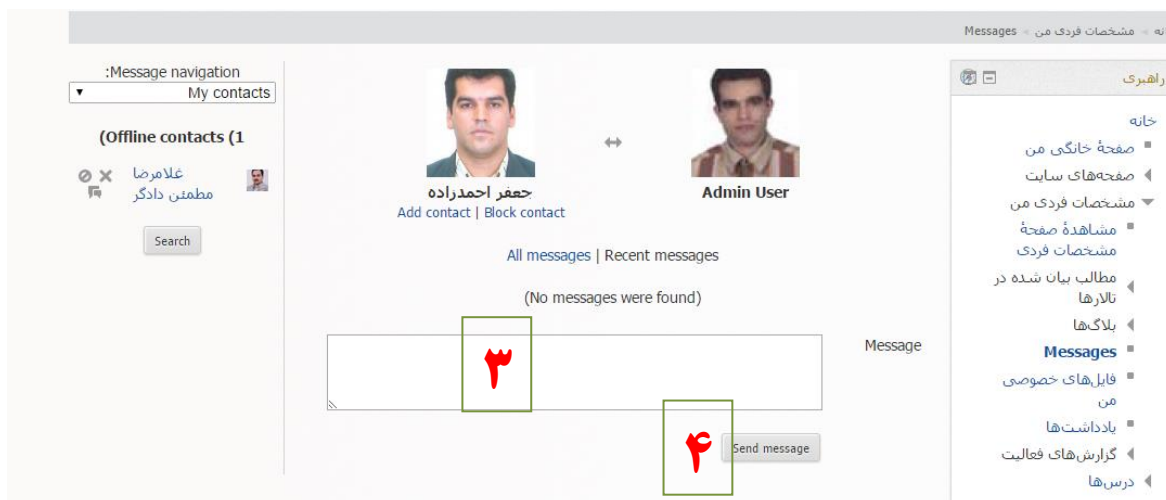 نه ◄ مشخصات فردی من ◄ Messages
راهبری
خانه
صفحهٔ خانگی من
صفحه‌های سایت
مشخصات فردی من
مشاهدهٔ صفحهٔ
مشخصات فردی
مطالب بیان شده در
تالارها
بلاگ‌ها
Messages
فایل‌های خصوصی
من
یادداشت‌ها
گزارش‌های فعالیت
درس‌ها
Admin User
جعفر احمدزاده
Add contact | Block contact
All messages | Recent messages
(No messages were found)
Message
۳
۴
Send message
:Message navigation
My contacts
(Offline contacts (1
غلامرضا
مطمئن دادگر
Search